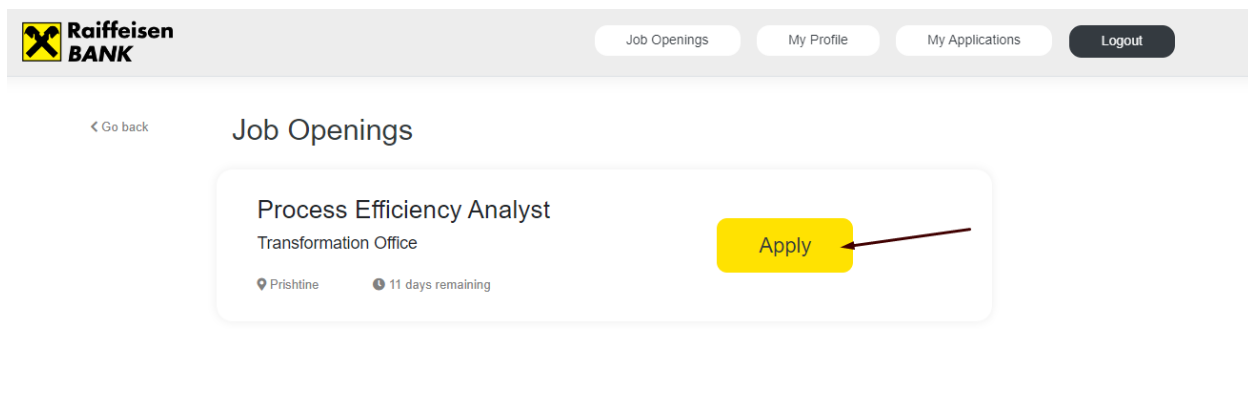 Raiffeisen
BANK
Job Openings
My Profile
My Applications
Logout
Go back
Job Openings
Process Efficiency Analyst
Transformation Office
Apply
Prishtine
11 days remaining